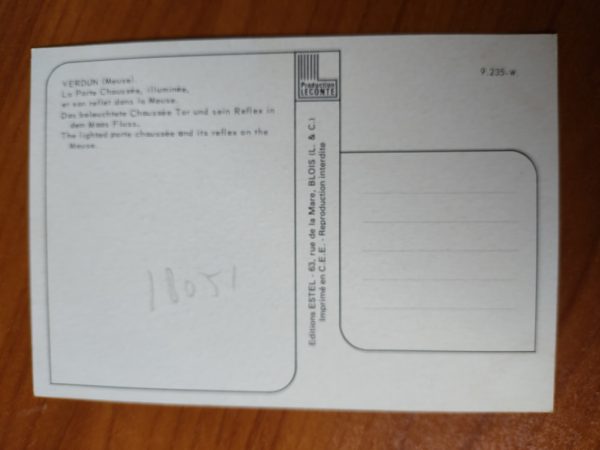 VERDUN (Meuse).
La Porte Chaussée, illuminée,
et son reflet dans la Meuse.
Das beleuchtete Chaussée Tor und sein Reflex in
den Maas Fluss.
The lighted porte chaussée and its reflex on the
Meuse.
18051
Production
LECONTE
Editions ESTEL - 63, rue de la Mare, BLOIS (L. & C.)
Imprimé en C.E.E. - Reproduction interdite
9.235.w